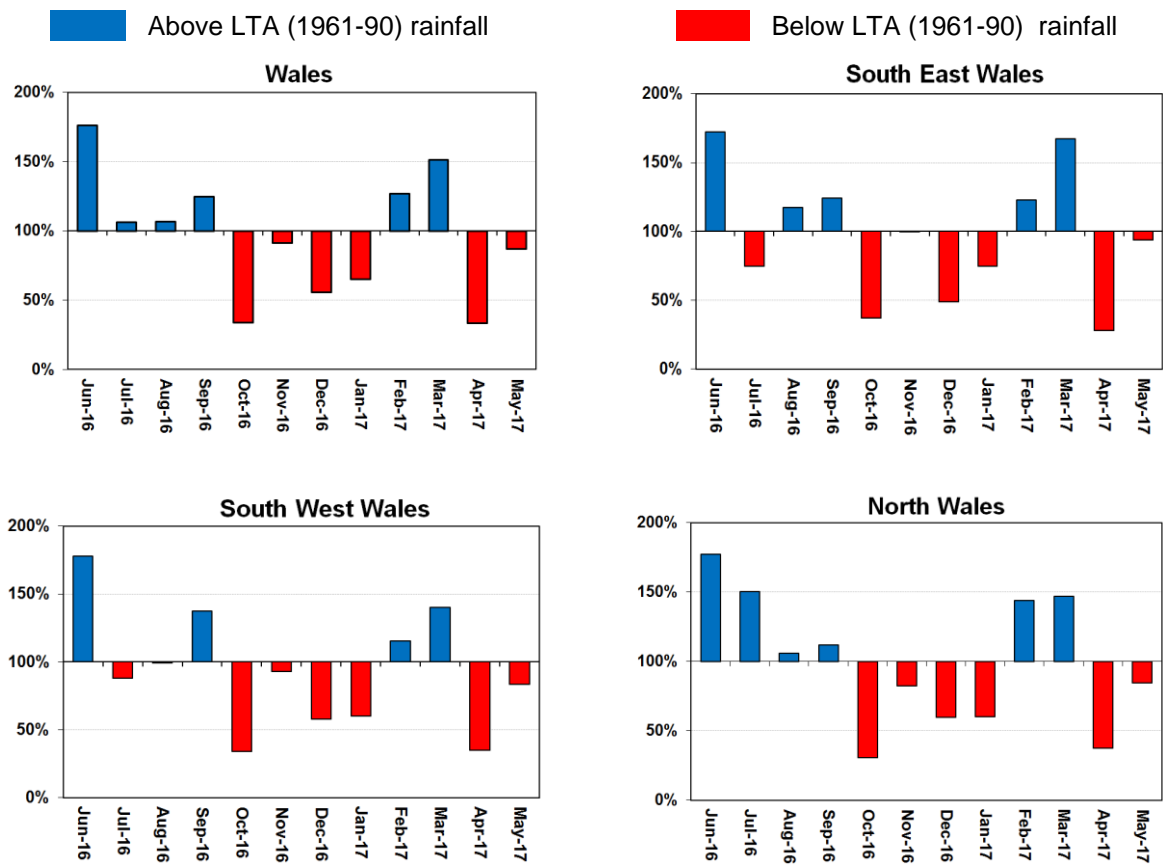 Above LTA (1961-90) rainfall
Below LTA (1961-90) rainfall
Wales
200%
150%
100%
50%
0%
Jun-16
Jul-16
Aug-16
Sep-16
Oct-16
Nov-16
Dec-16
Jan-17
Feb-17
Mar-17
Apr-17
May-17
South East Wales
200%
150%
100%
50%
0%
Jun-16
Jul-16
Aug-16
Sep-16
Oct-16
Nov-16
Dec-16
Jan-17
Feb-17
Mar-17
Apr-17
May-17
South West Wales
200%
150%
100%
50%
0%
Jun-16
Jul-16
Aug-16
Sep-16
Oct-16
Nov-16
Dec-16
Jan-17
Feb-17
Mar-17
Apr-17
May-17
North Wales
200%
150%
100%
50%
0%
Jun-16
Jul-16
Aug-16
Sep-16
Oct-16
Nov-16
Dec-16
Jan-17
Feb-17
Mar-17
Apr-17
May-17